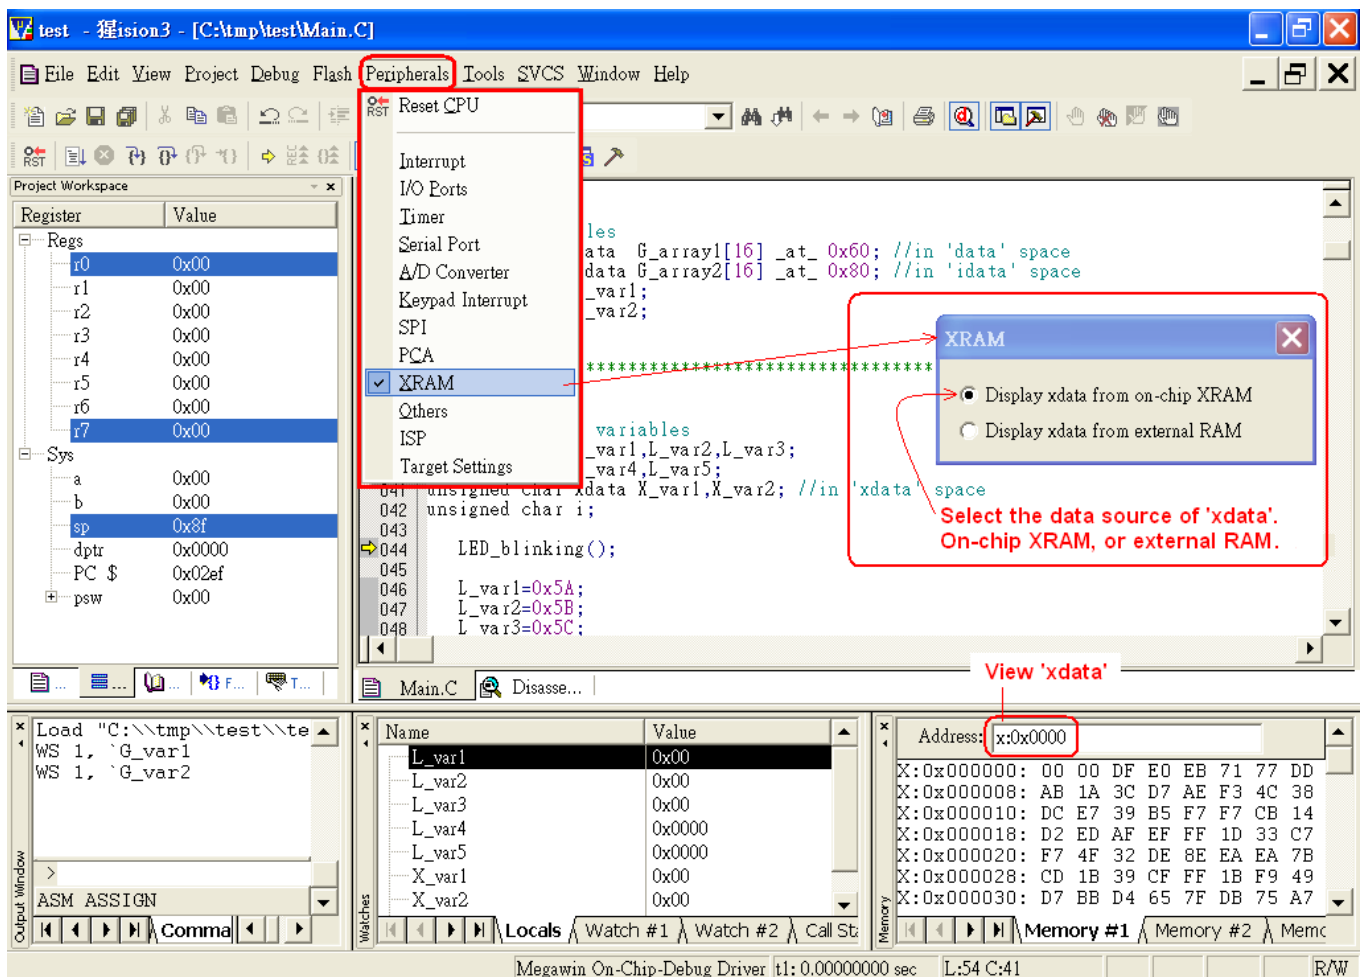 test - 猩ision3 - [C:\tmp\test\Main.C]
File Edit View Project Debug Flash Peripherals Tools SVCS Window Help
RST Reset CPU
RST
Interrupt
I/O Ports
Timer
Serial Port
A/D Converter
Keypad Interrupt
SPI
PCA
XRAM
Others
ISP
Target Settings
Project Workspace
Register Value
Regs
r0 0x00
r1 0x00
r2 0x00
r3 0x00
r4 0x00
r5 0x00
r6 0x00
r7 0x00
Sys
a 0x00
b 0x00
sp 0x8f
dptr 0x0000
PC $ 0x02ef
psw 0x00
... ... ... F... T...
les
ata G_array1[16] _at_ 0x60; //in 'data' space
data G_array2[16] _at_ 0x80; //in 'idata' space
_var1;
_var2;
*********************************
variables
_var1,L_var2,L_var3;
_var4,L_var5;
041 unsigned char xdata X_var1,X_var2; //in 'xdata' space
042 unsigned char i;
043
044 LED_blinking();
045
046 L_var1=0x5A;
047 L_var2=0x5B;
048 L_var3=0x5C;
XRAM
Display xdata from on-chip XRAM
Display xdata from external RAM
Select the data source of 'xdata'.
On-chip XRAM, or external RAM.
Main.C Disasse...
View 'xdata'
Load "C:\\tmp\\test\\te
WS 1, `G_var1
WS 1, `G_var2
>
ASM ASSIGN
Comma
Output Window
Name Value
L_var1 0x00
L_var2 0x00
L_var3 0x00
L_var4 0x0000
L_var5 0x0000
X_var1 0x00
X_var2 0x00
Locals Watch #1 Watch #2 Call St
Watches
Address: x:0x0000
X:0x000000: 00 00 DF E0 EB 71 77 DD
X:0x000008: AB 1A 3C D7 AE F3 4C 38
X:0x000010: DC E7 39 B5 F7 F7 CB 14
X:0x000018: D2 ED AF EF FF 1D 33 C7
X:0x000020: F7 4F 32 DE 8E EA EA 7B
X:0x000028: CD 1B 39 CF FF 1B F9 49
X:0x000030: D7 BB D4 65 7F DB 75 A7
Memory #1 Memory #2 Memc
Memory
Megawin On-Chip-Debug Driver t1: 0.00000000 sec L:54 C:41 R/W